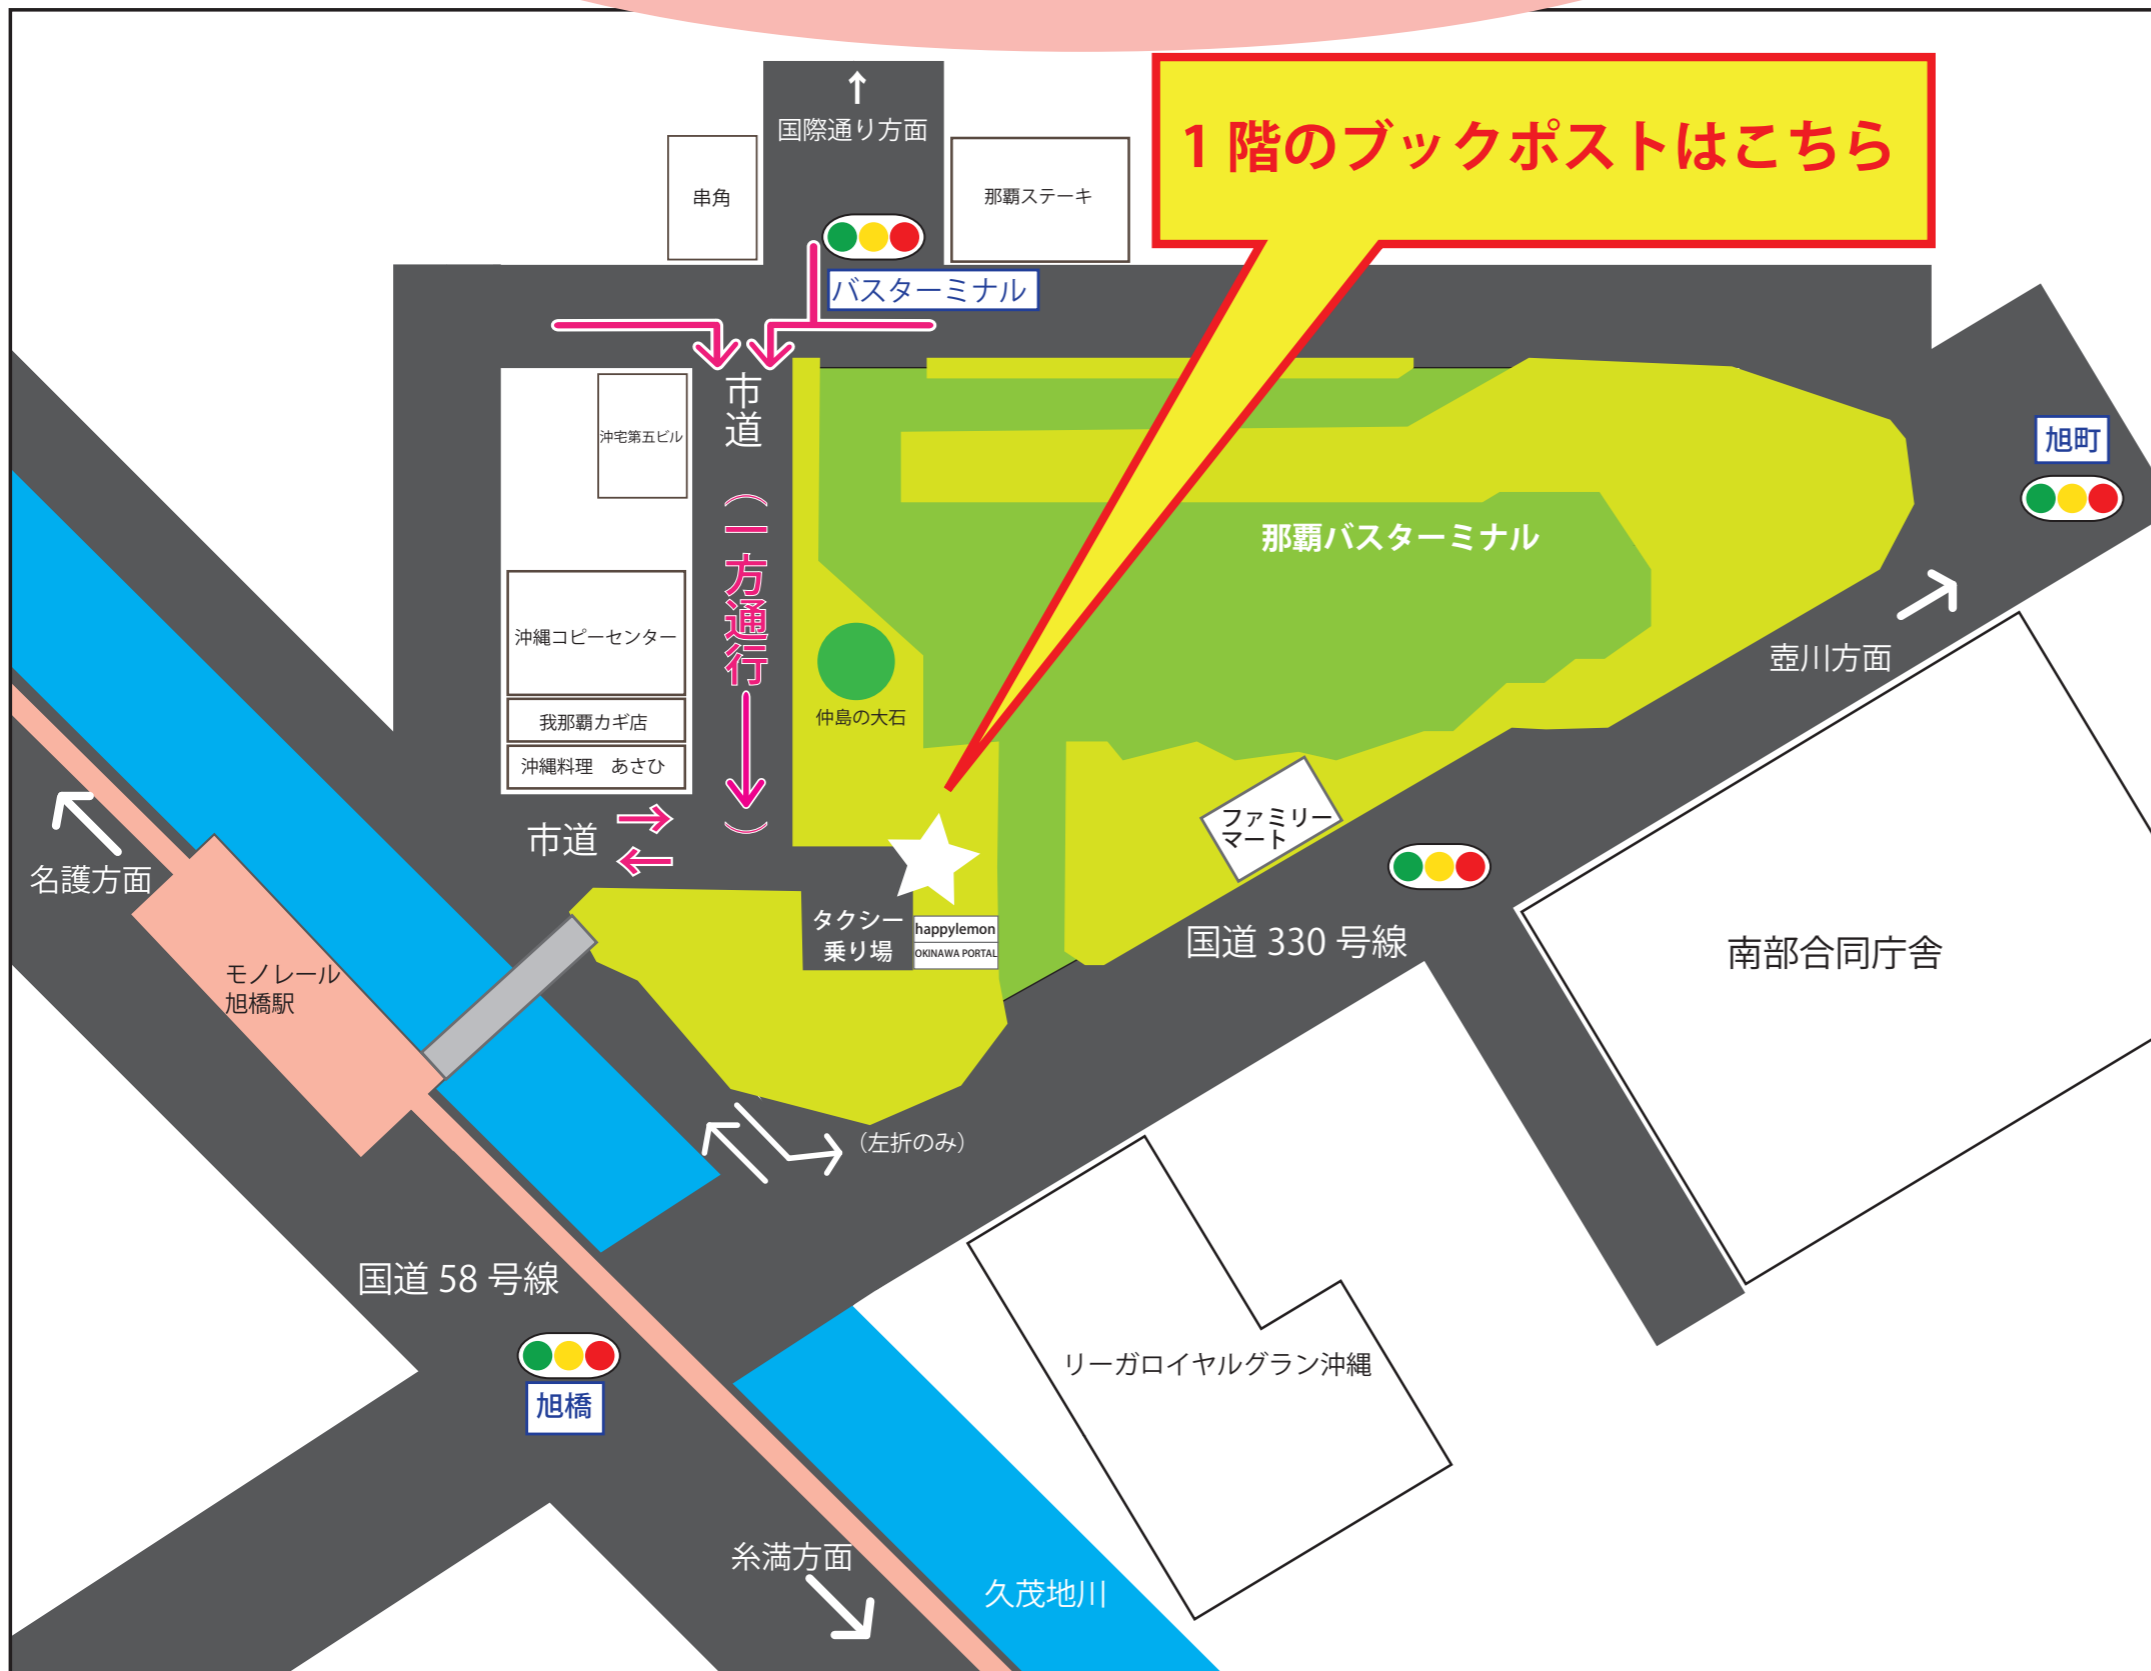 国際通り方面
1 階のブックポストはこちら
串角
那覇ステーキ
バスターミナル
市道
（一方通行）
沖宅第五ビル
旭町
那覇バスターミナル
沖縄コピーセンター
壺川方面
仲島の大石
我那覇カギ店
沖縄料理　あさひ
ファミリー
マート
市道
名護方面
タクシー
乗り場
happylemon
OKINAWA PORTAL
国道 330 号線
南部合同庁舎
モノレール
旭橋駅
（左折のみ）
国道 58 号線
リーガロイヤルグラン沖縄
旭橋
糸満方面
久茂地川